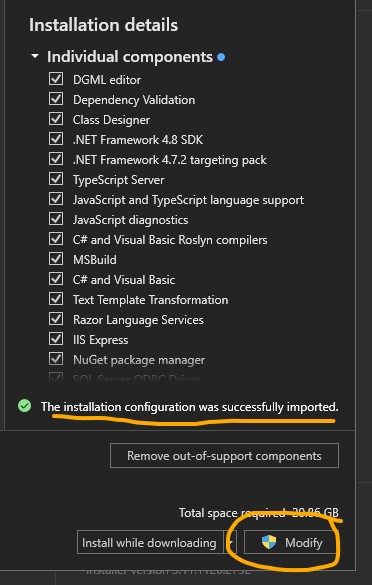 Installation details
Individual components
DGML editor
Dependency Validation
Class Designer
.NET Framework 4.8 SDK
.NET Framework 4.7.2 targeting pack
TypeScript Server
JavaScript and TypeScript language support
JavaScript diagnostics
C# and Visual Basic Roslyn compilers
MSBuild
C# and Visual Basic
Text Template Transformation
Razor Language Services
IIS Express
NuGet package manager
SQL Server ODBC Driver
The installation configuration was successfully imported.
Remove out-of-support components
Total space required 20.86 GB
Install while downloading
Modify
Installer version